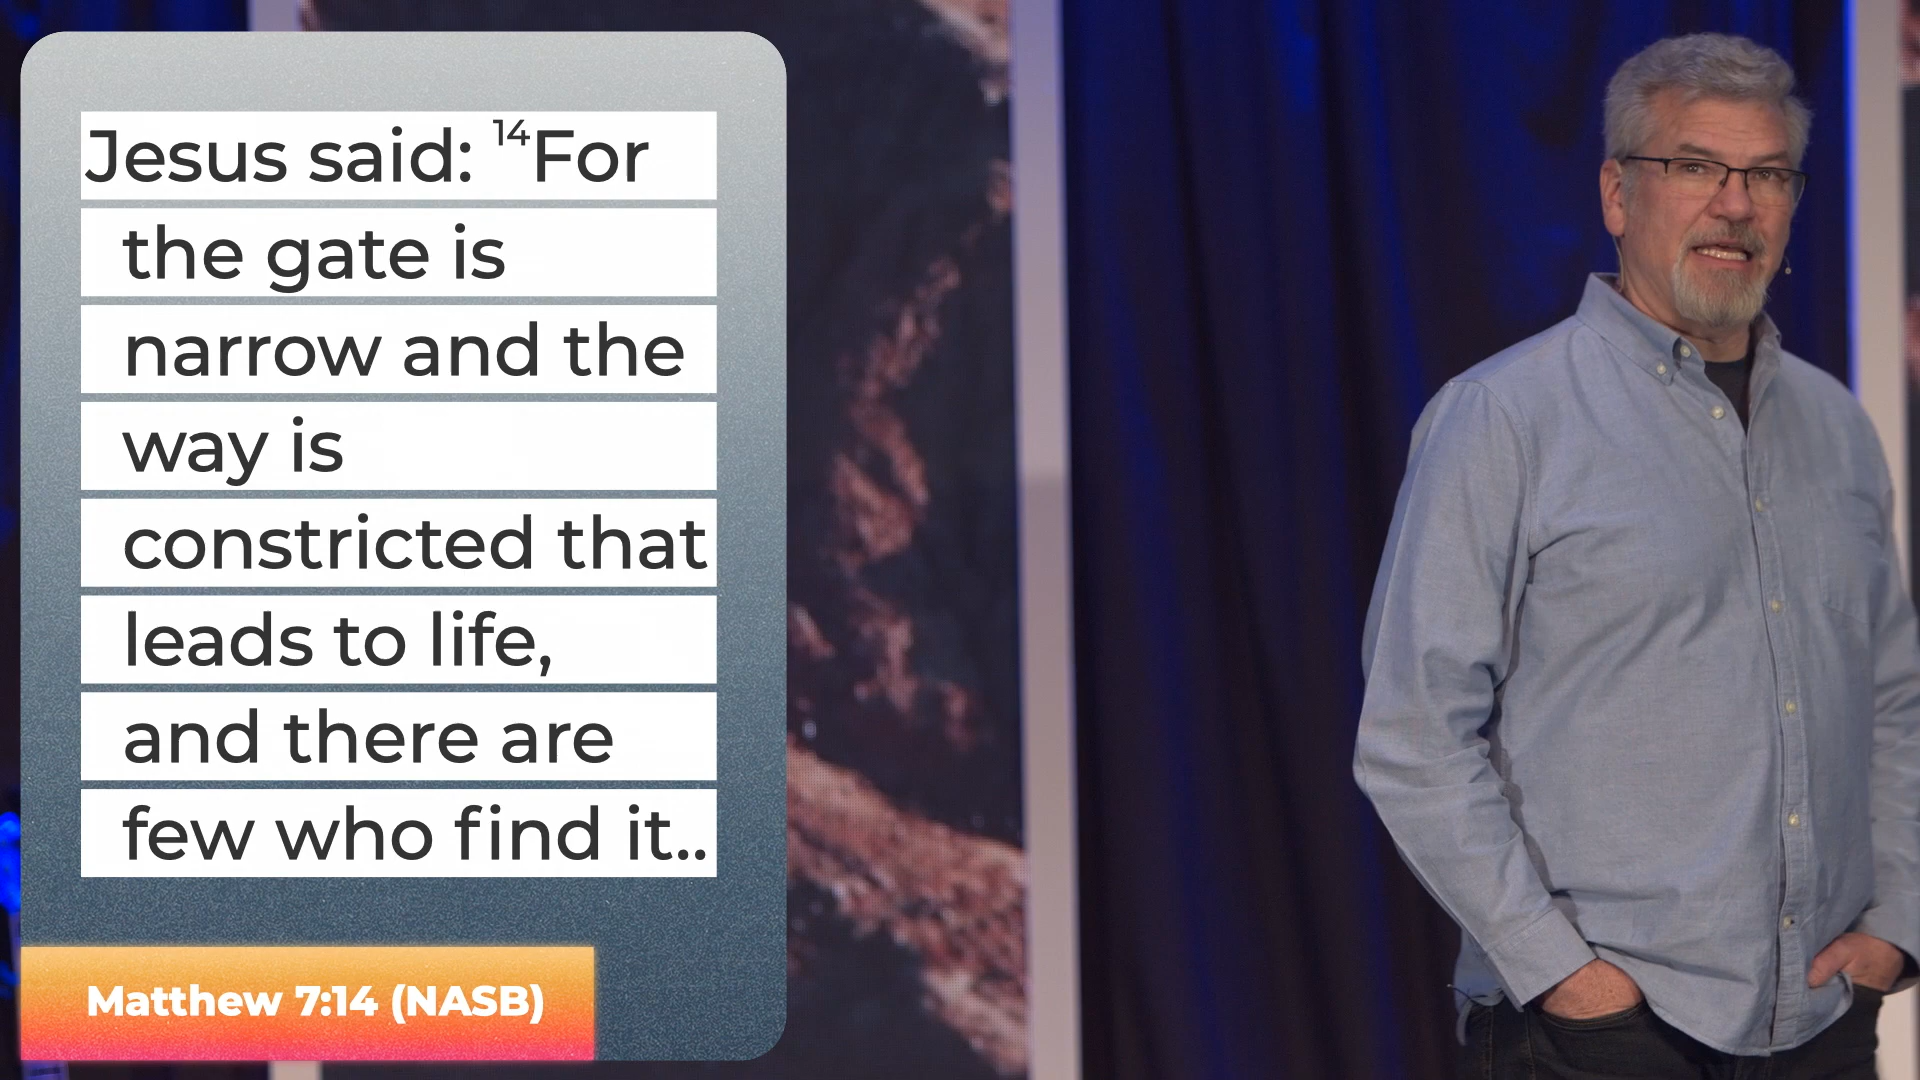 Jesus said: ¹⁴For
the gate is
narrow and the
way is
constricted that
leads to life,
and there are
few who find it..
Matthew 7:14 (NASB)